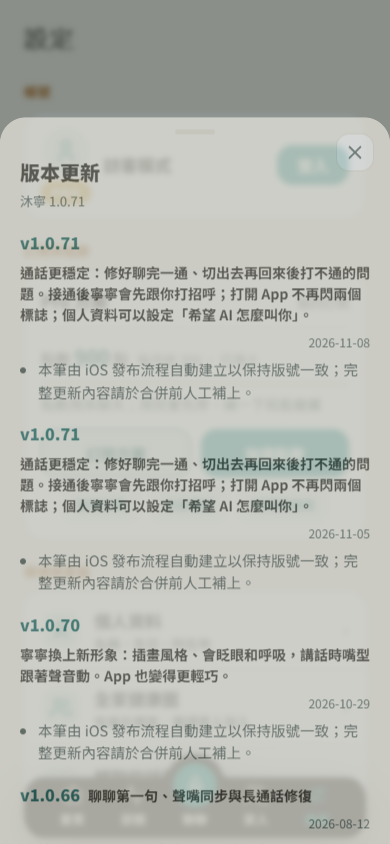 設定
版本更新
沐寧 1.0.71
v1.0.71
通話更穩定：修好聊完一通、切出去再回來後打不通的問
題。接通後寧寧會先跟你打招呼；打開 App 不再閃兩個
標誌；個人資料可以設定「希望 AI 怎麼叫你」。
2026-11-08
• 本筆由 iOS 發布流程自動建立以保持版號一致；完
整更新內容請於合併前人工補上。
v1.0.71
通話更穩定：修好聊完一通、切出去再回來後打不通的問
題。接通後寧寧會先跟你打招呼；打開 App 不再閃兩個
標誌；個人資料可以設定「希望 AI 怎麼叫你」。
2026-11-05
• 本筆由 iOS 發布流程自動建立以保持版號一致；完
整更新內容請於合併前人工補上。
v1.0.70
寧寧換上新形象：插畫風格、會眨眼和呼吸，講話時嘴型
跟著聲音動。App 也變得更輕巧。
2026-10-29
• 本筆由 iOS 發布流程自動建立以保持版號一致；完
整更新內容請於合併前人工補上。
v1.0.66 聊聊第一句、聲嘴同步與長通話修復
2026-08-12